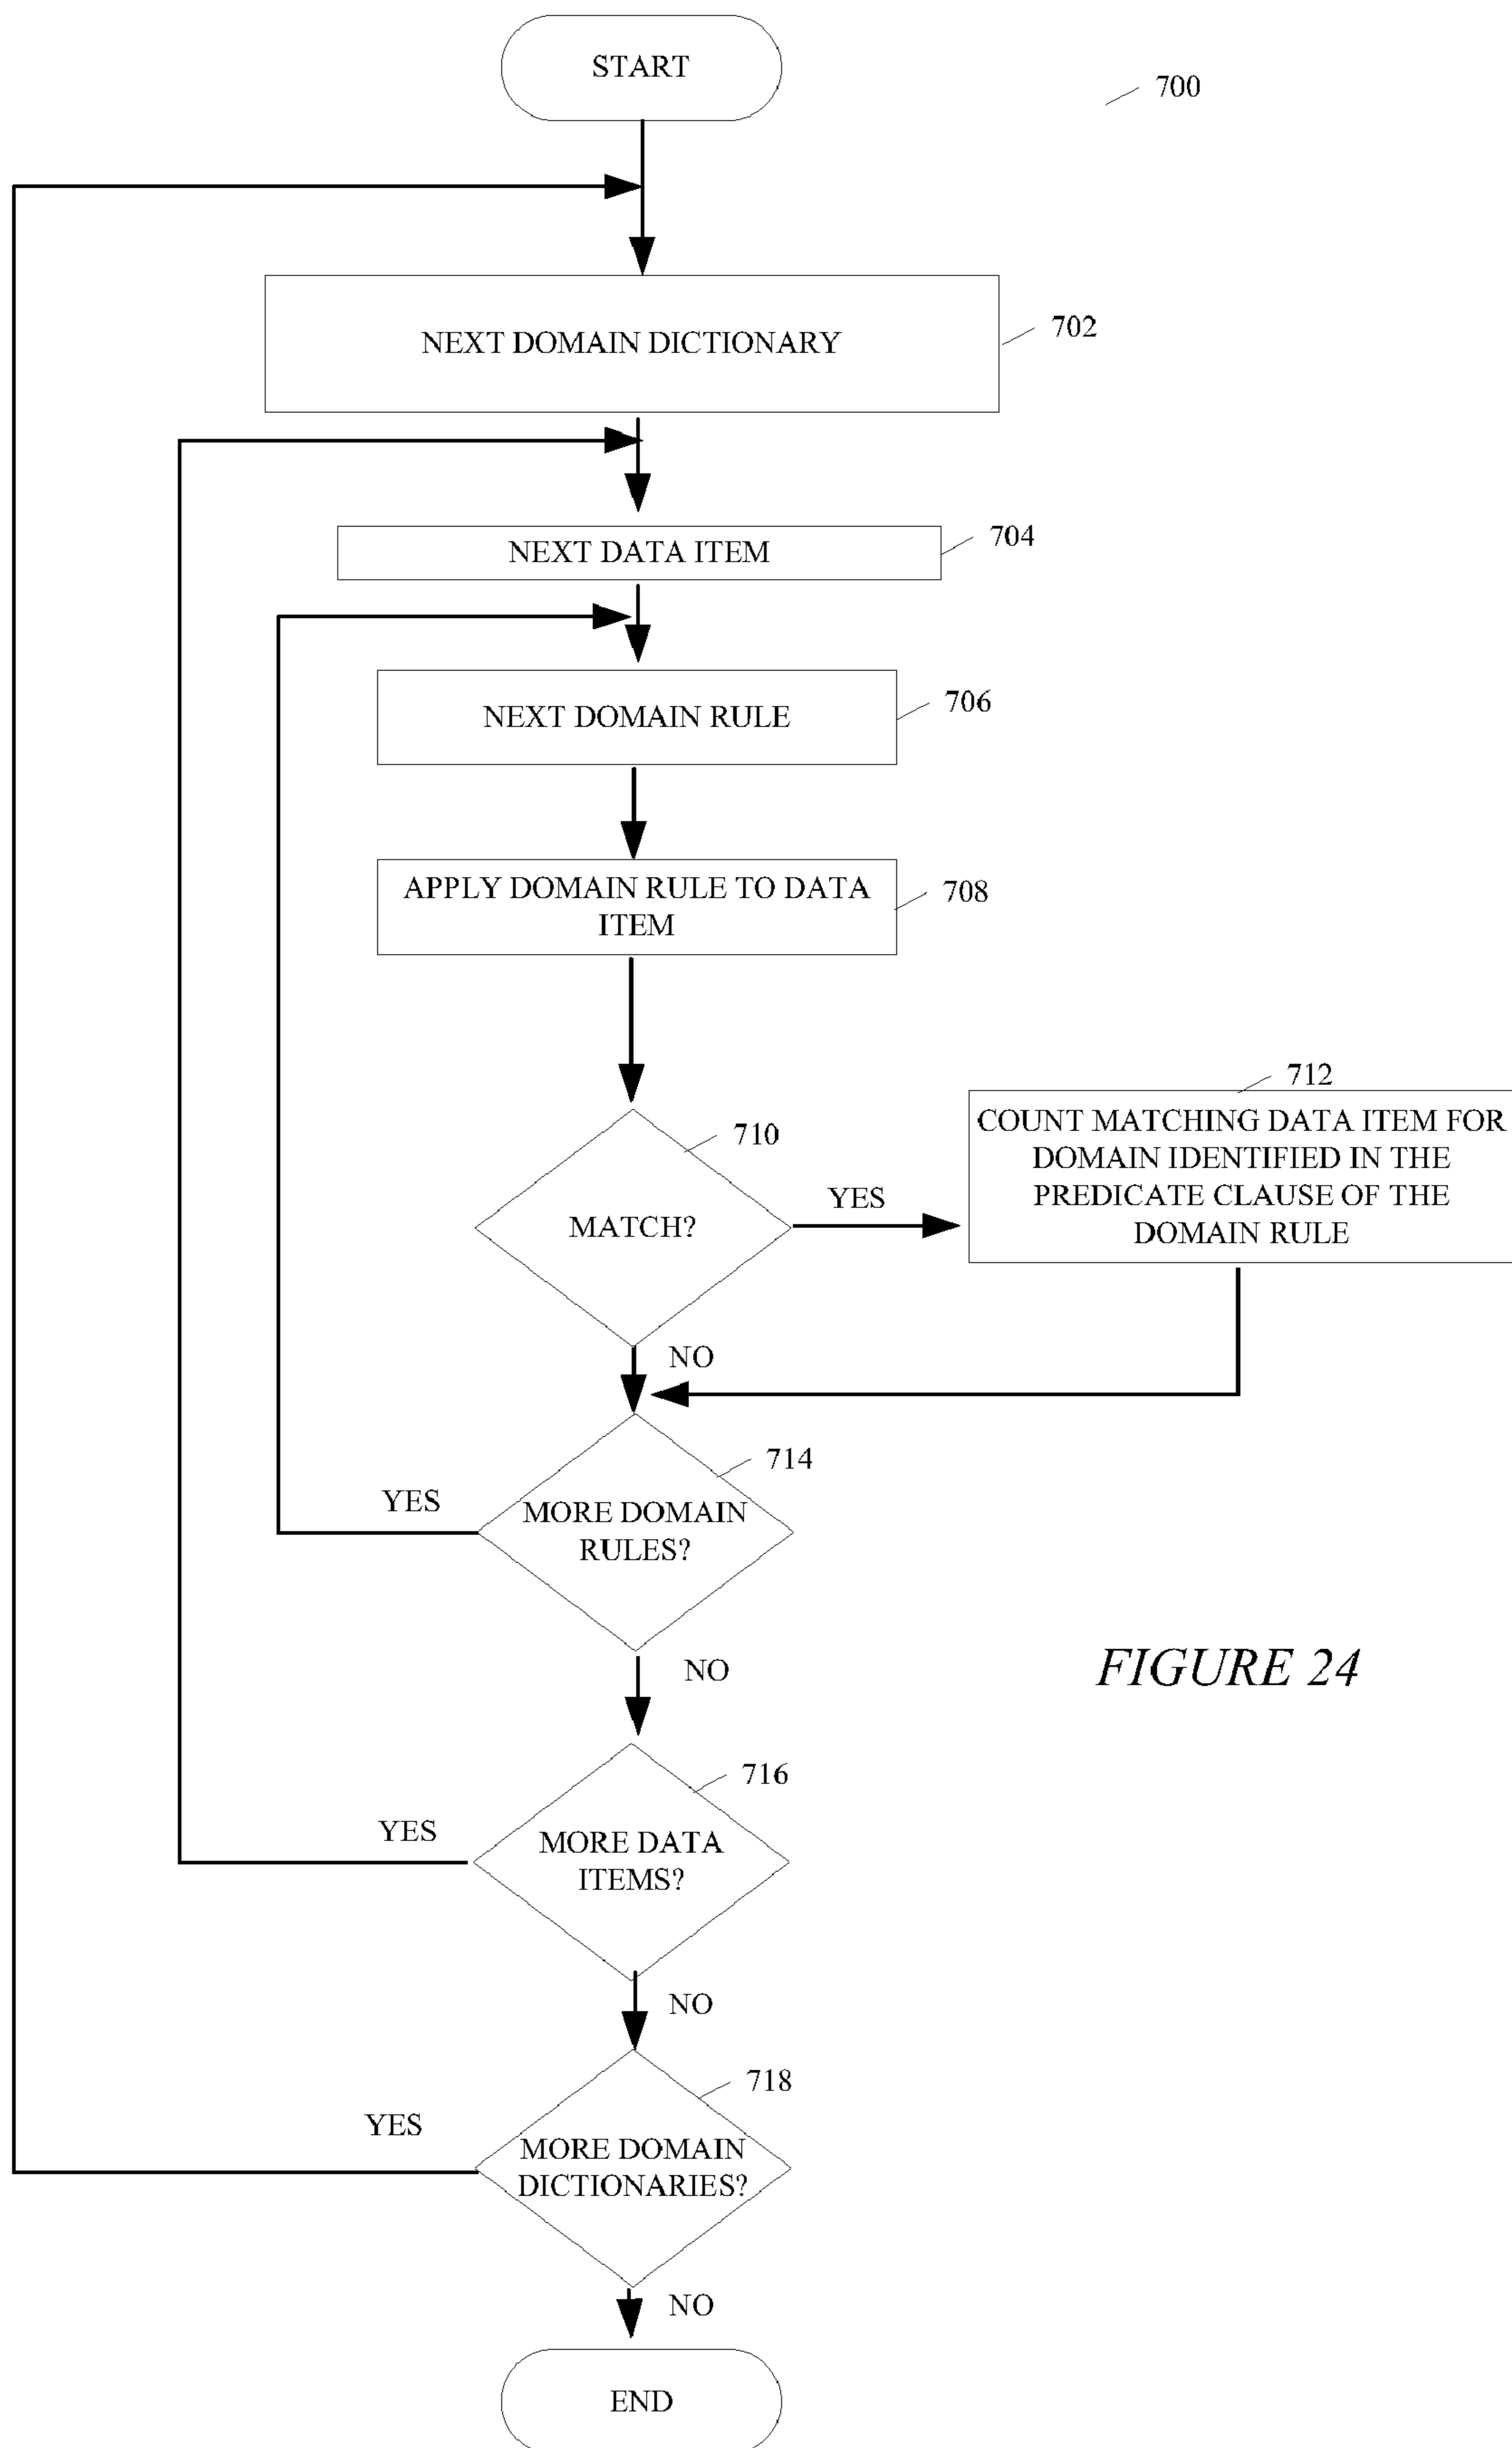 START
700
NEXT DOMAIN DICTIONARY
702
NEXT DATA ITEM
704
NEXT DOMAIN RULE
706
APPLY DOMAIN RULE TO DATA
ITEM
708
MATCH?
710
YES
712
COUNT MATCHING DATA ITEM FOR
DOMAIN IDENTIFIED IN THE
PREDICATE CLAUSE OF THE
DOMAIN RULE
NO
714
YES
MORE DOMAIN
RULES?
NO
FIGURE 24
716
YES
MORE DATA
ITEMS?
NO
718
YES
MORE DOMAIN
DICTIONARIES?
NO
END